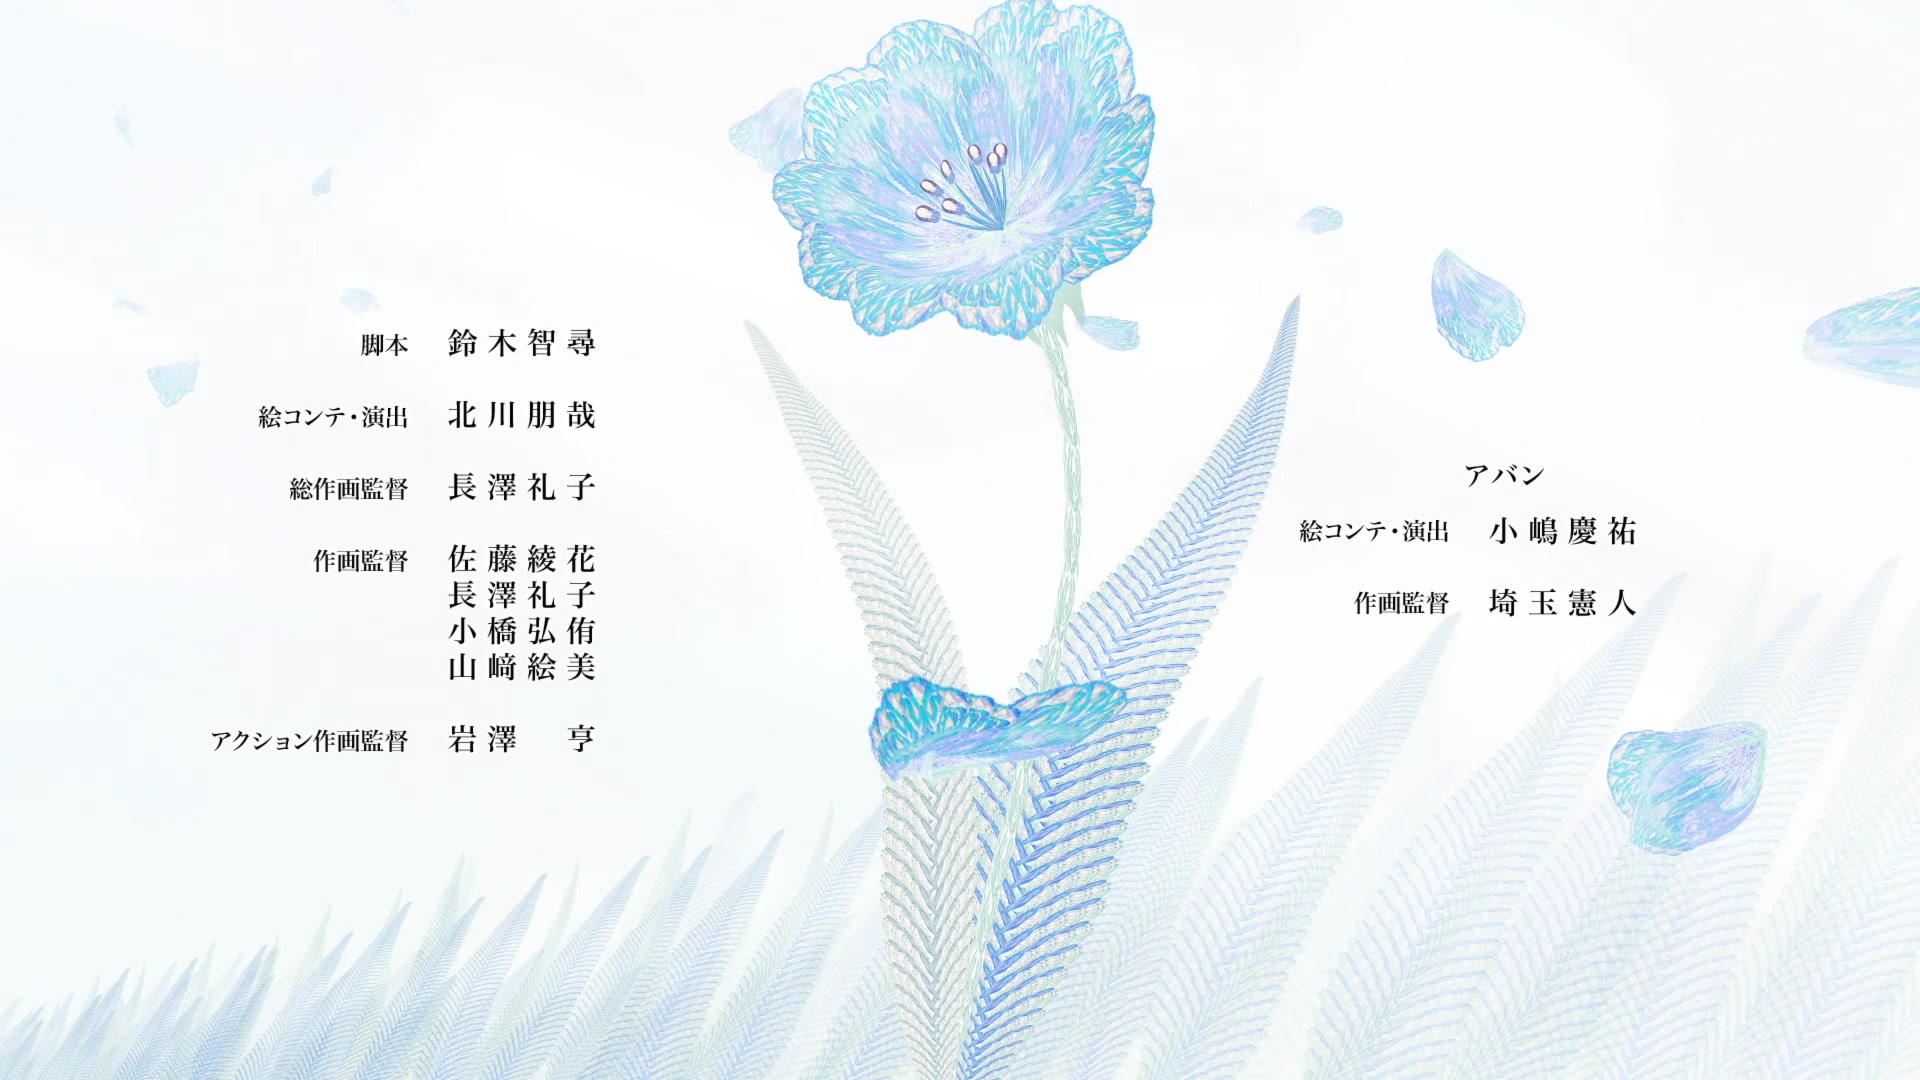 脚本 鈴木智尋
絵コンテ・演出 北川朋哉
総作画監督 長澤礼子
作画監督 佐藤綾花
長澤礼子
小橋弘侑
山﨑絵美
アクション作画監督 岩澤 亨
アバン
絵コンテ・演出 小嶋慶祐
作画監督 埼玉憲人